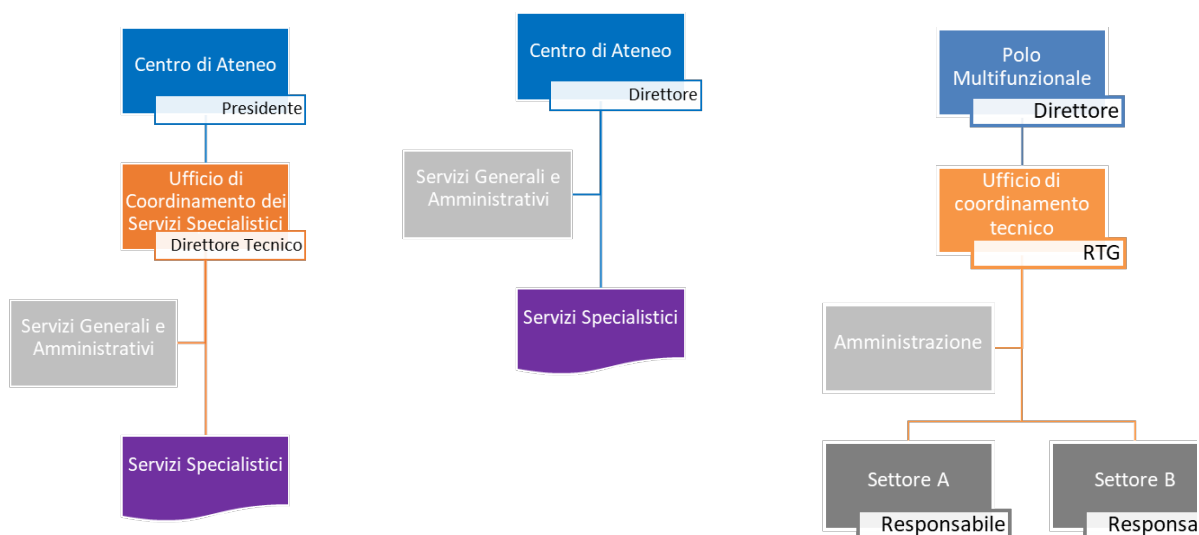 Centro di Ateneo
Presidente
Ufficio di
Coordinamento dei
Servizi Specialistici
Direttore Tecnico
Servizi Generali e
Amministrativi
Servizi Specialistici
Centro di Ateneo
Direttore
Servizi Generali e
Amministrativi
Servizi Specialistici
Polo
Multifunzionale
Direttore
Ufficio di
coordinamento
tecnico
RTG
Amministrazione
Settore A
Responsabile
Settore B
Responsa